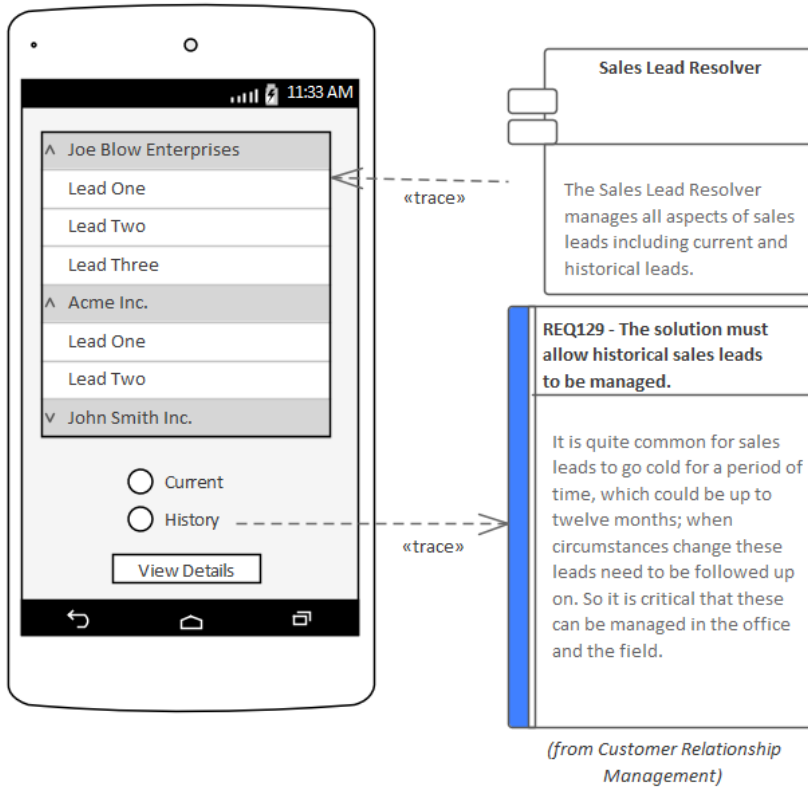 11:33 AM
Joe Blow Enterprises
Lead One
Lead Two
Lead Three
Acme Inc.
Lead One
Lead Two
John Smith Inc.
Current
History
View Details
«trace»
«trace»
Sales Lead Resolver
The Sales Lead Resolver
manages all aspects of sales
leads including current and
historical leads.
REQ129 - The solution must
allow historical sales leads
to be managed.
It is quite common for sales
leads to go cold for a period of
time, which could be up to
twelve months; when
circumstances change these
leads need to be followed up
on. So it is critical that these
can be managed in the office
and the field.
(from Customer Relationship
Management)